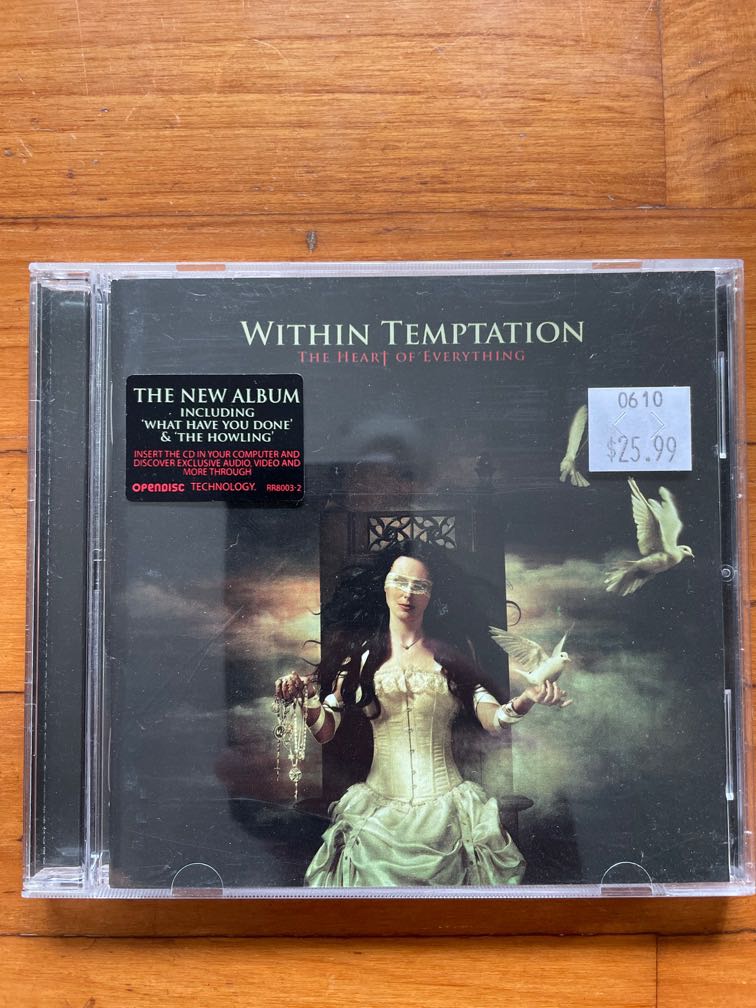 WITHIN TEMPTATION
THE HEART OF EVERYTHING
THE NEW ALBUM
INCLUDING
'WHAT HAVE YOU DONE'
& 'THE HOWLING'
INSERT THE CD IN YOUR COMPUTER AND
DISCOVER EXCLUSIVE AUDIO, VIDEO AND
MORE THROUGH
OPENDISC TECHNOLOGY. RR8003-2
0610
$25.99